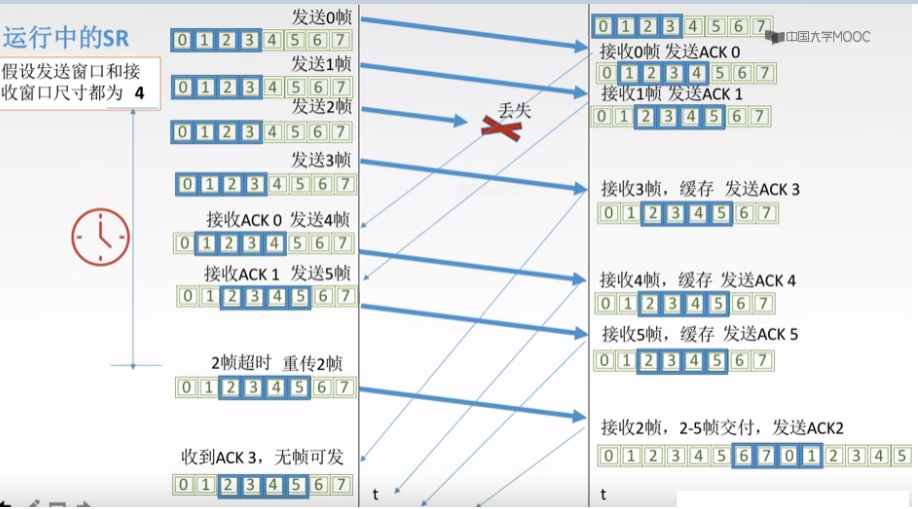 运行中的SR
假设发送窗口和接
收窗口尺寸都为 4
发送0帧
0 1 2 3 4 5 6 7
发送1帧
0 1 2 3 4 5 6 7
发送2帧
0 1 2 3 4 5 6 7
发送3帧
0 1 2 3 4 5 6 7
接收ACK 0 发送4帧
0 1 2 3 4 5 6 7
接收ACK 1 发送5帧
0 1 2 3 4 5 6 7
2帧超时 重传2帧
0 1 2 3 4 5 6 7
收到ACK 3，无帧可发
0 1 2 3 4 5 6 7
丢失
t
0 1 2 3 4 5 6 7
中国大学MOOC
接收0帧 发送ACK 0
0 1 2 3 4 5 6 7
接收1帧 发送ACK 1
0 1 2 3 4 5 6 7
接收3帧，缓存 发送ACK 3
0 1 2 3 4 5 6 7
接收4帧，缓存 发送ACK 4
0 1 2 3 4 5 6 7
接收5帧，缓存 发送ACK 5
0 1 2 3 4 5 6 7
接收2帧，2-5帧交付，发送ACK2
0 1 2 3 4 5 6 7 0 1 2 3 4 5
t